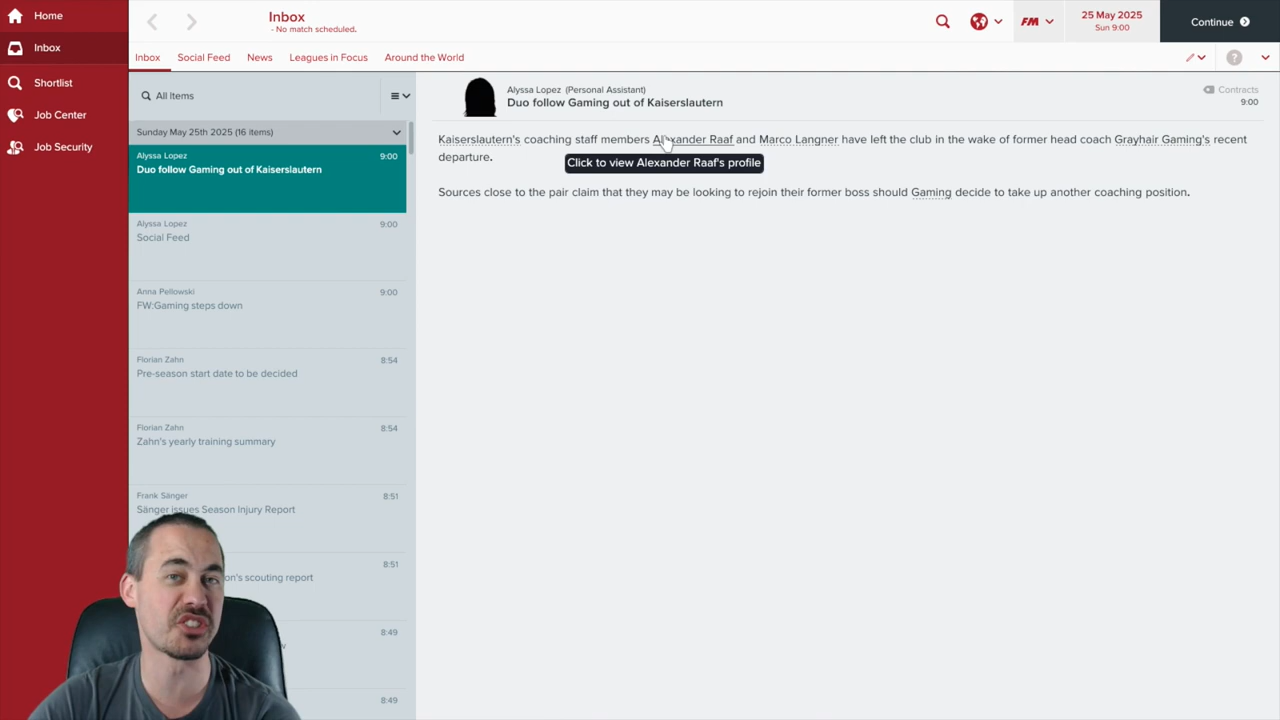 Home
Inbox
Shortlist
Job Center
Job Security
Inbox
- No match scheduled.
FM
25 May 2025
Sun 9:00
Continue
Inbox
Social Feed
News
Leagues in Focus
Around the World
?
All Items
Sunday May 25th 2025 (16 items)
Alyssa Lopez 9:00
Duo follow Gaming out of Kaiserslautern
Alyssa Lopez 9:00
Social Feed
Anna Pellowski 9:00
FW:Gaming steps down
Florian Zahn 8:54
Pre-season start date to be decided
Florian Zahn 8:54
Zahn's yearly training summary
Frank Sänger 8:51
Sänger issues Season Injury Report
8:51
on's scouting report
8:49
8:49
Alyssa Lopez (Personal Assistant)
Duo follow Gaming out of Kaiserslautern
Contracts
9:00
Kaiserslautern's coaching staff members Alexander Raaf and Marco Langner have left the club in the wake of former head coach Grayhair Gaming's recent
departure.
Click to view Alexander Raaf's profile
Sources close to the pair claim that they may be looking to rejoin their former boss should Gaming decide to take up another coaching position.